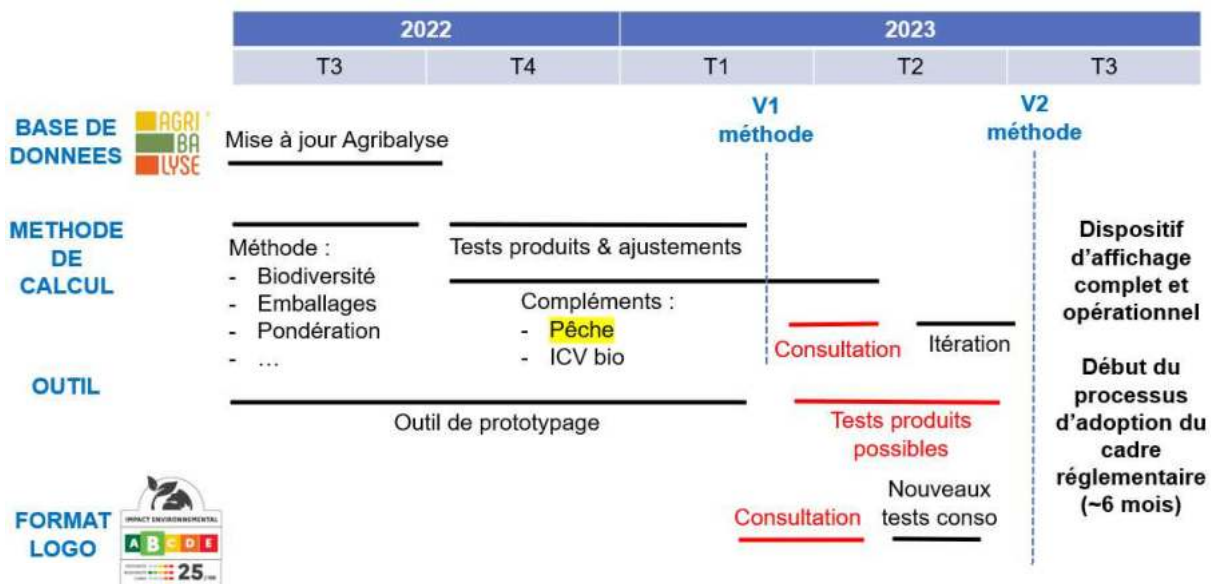 2022
2023
T3
T4
T1
T2
T3
BASE DE
DONNEES
AGRI
BA
LYSE
Mise à jour Agribalyse
V1
méthode
V2
méthode
METHODE
DE
CALCUL
Méthode :
- Biodiversité
- Emballages
- Pondération
- …
Tests produits & ajustements
Compléments :
- Pêche
- ICV bio
Consultation
Itération
Dispositif
d'affichage
complet et
opérationnel
Début du
processus
d'adoption du
cadre
réglementaire
(~6 mois)
OUTIL
Outil de prototypage
Tests produits
possibles
FORMAT
LOGO
IMPACT ENVIRONNEMENTAL
A B C D E
25
Consultation
Nouveaux
tests conso